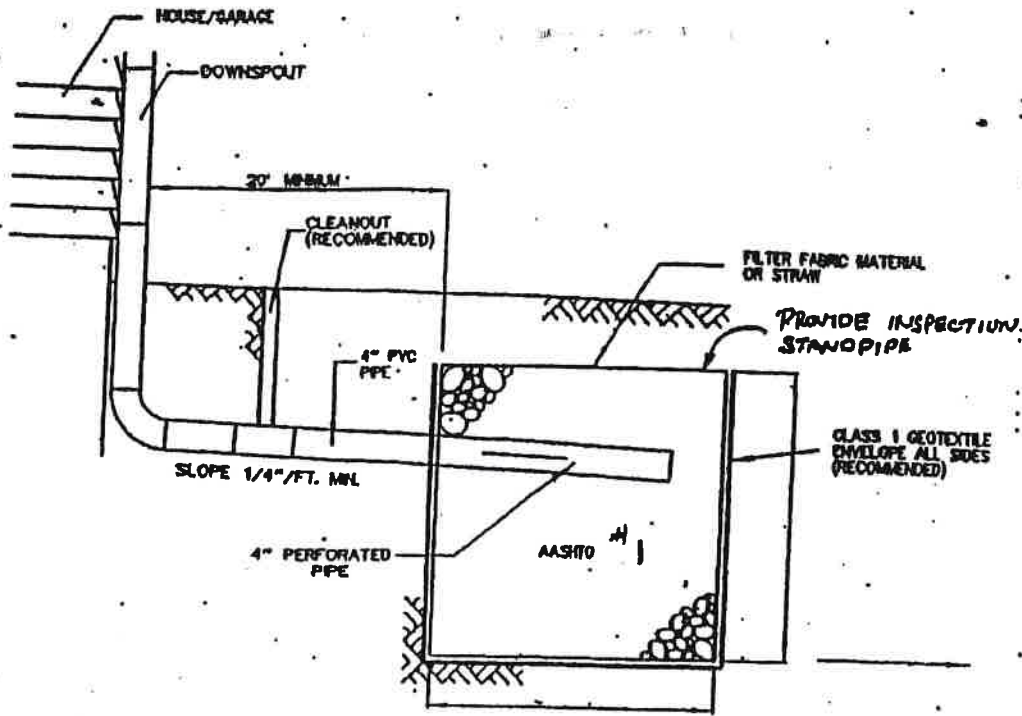 HOUSE/GARAGE
DOWNSPOUT
20' MINIMUM
CLEANOUT
(RECOMMENDED)
FILTER FABRIC MATERIAL
OR STRAW
PROVIDE INSPECTION
STANDPIPE
4" PVC
PIPE
CLASS 1 GEOTEXTILE
ENVELOPE ALL SIDES
(RECOMMENDED)
SLOPE 1/4"/FT. MIN.
4" PERFORATED
PIPE
AASHTO #1